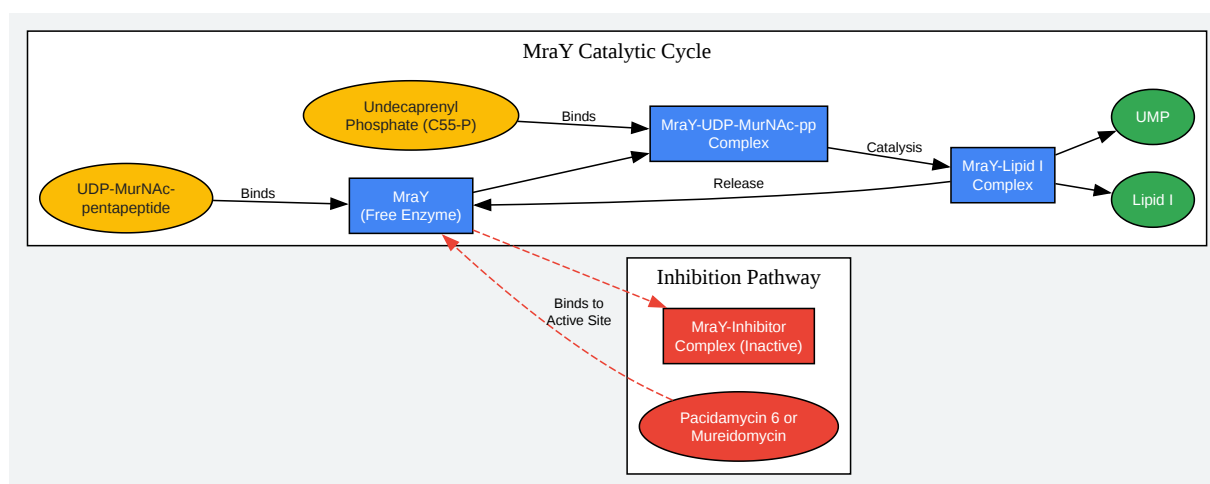 MraY Catalytic Cycle
Undecaprenyl
Phosphate (C55-P)
Binds
MraY-UDP-MurNAc-pp
Complex
Catalysis
UMP
MraY-Lipid I
Complex
UDP-MurNAc-
pentapeptide
Binds
MraY
(Free Enzyme)
Release
Lipid I
Inhibition Pathway
Binds to
Active Site
MraY-Inhibitor
Complex (Inactive)
Pacidamycin 6 or
Mureidomycin